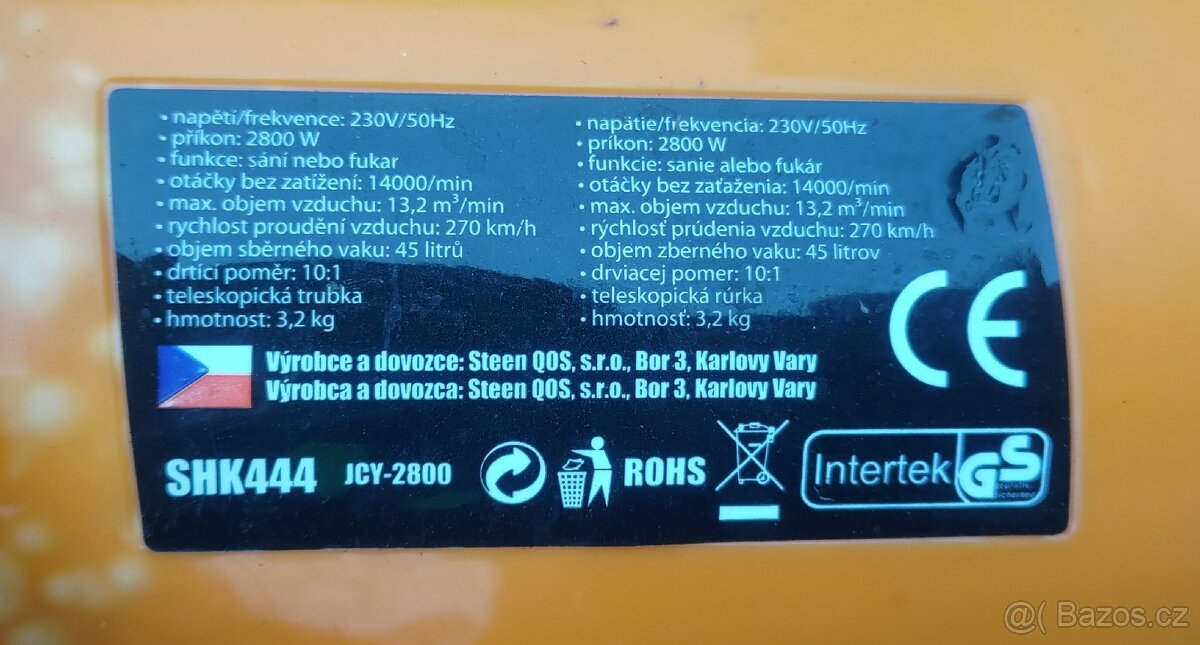 • napětí/frekvence: 230V/50Hz
• příkon: 2800 W
• funkce: sání nebo fukar
• otáčky bez zatížení: 14000/min
• max. objem vzduchu: 13,2 m³/min
• rychlost proudění vzduchu: 270 km/h
• objem sběrného vaku: 45 litrů
• drtící poměr: 10:1
• teleskopická trubka
• hmotnost: 3,2 kg
• napätie/frekvencia: 230V/50Hz
• príkon: 2800 W
• funkcie: sanie alebo fukár
• otáčky bez zaťaženia: 14000/min
• max. objem vzduchu: 13,2 m³/min
• rýchlosť prúdenia vzduchu: 270 km/h
• objem zberného vaku: 45 litrov
• drviacej pomer: 10:1
• teleskopická rúrka
• hmotnosť: 3,2 kg
CE
Výrobce a dovozce: Steen QOS, s.r.o., Bor 3, Karlovy Vary
Výrobca a dovozca: Steen QOS, s.r.o., Bor 3, Karlovy Vary
SHK444 JCY-2800 ROHS Intertek GS
geprüfte
Sicherheit
@( Bazos.cz